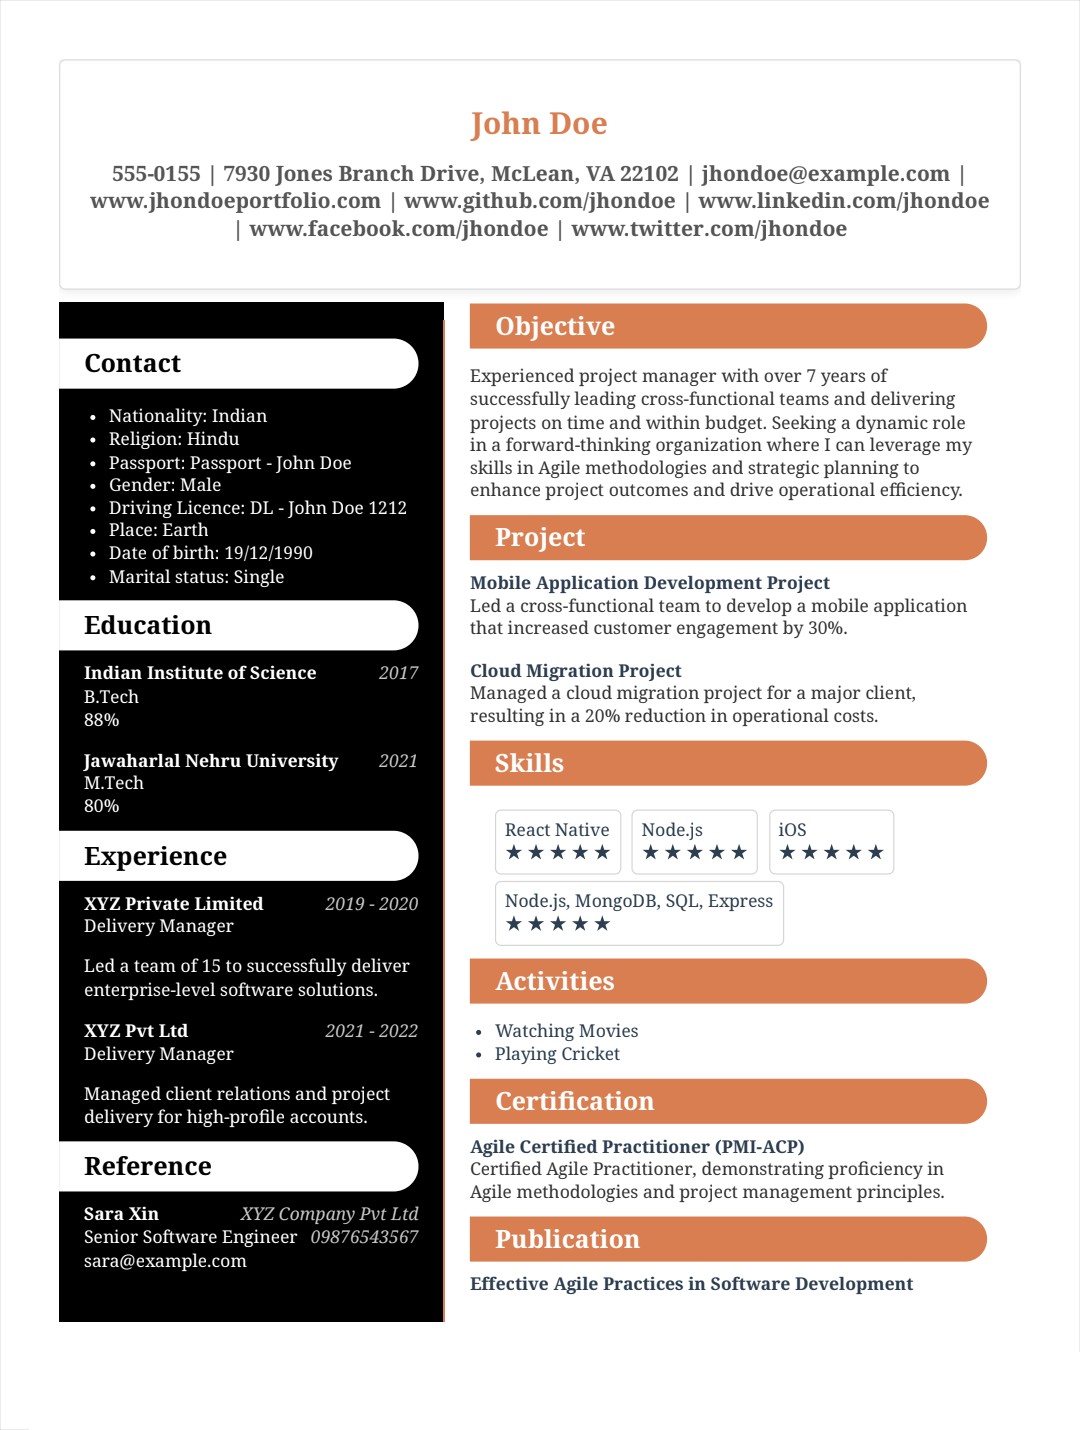 John Doe
555-0155 | 7930 Jones Branch Drive, McLean, VA 22102 | jhondoe@example.com |
www.jhondoeportfolio.com | www.github.com/jhondoe | www.linkedin.com/jhondoe
| www.facebook.com/jhondoe | www.twitter.com/jhondoe
Contact
• Nationality: Indian
• Religion: Hindu
• Passport: Passport - John Doe
• Gender: Male
• Driving Licence: DL - John Doe 1212
• Place: Earth
• Date of birth: 19/12/1990
• Marital status: Single
Education
Indian Institute of Science 2017
B.Tech
88%
Jawaharlal Nehru University 2021
M.Tech
80%
Experience
XYZ Private Limited 2019 - 2020
Delivery Manager
Led a team of 15 to successfully deliver
enterprise-level software solutions.
XYZ Pvt Ltd 2021 - 2022
Delivery Manager
Managed client relations and project
delivery for high-profile accounts.
Reference
Sara Xin XYZ Company Pvt Ltd
Senior Software Engineer 09876543567
sara@example.com
Objective
Experienced project manager with over 7 years of
successfully leading cross-functional teams and delivering
projects on time and within budget. Seeking a dynamic role
in a forward-thinking organization where I can leverage my
skills in Agile methodologies and strategic planning to
enhance project outcomes and drive operational efficiency.
Project
Mobile Application Development Project
Led a cross-functional team to develop a mobile application
that increased customer engagement by 30%.
Cloud Migration Project
Managed a cloud migration project for a major client,
resulting in a 20% reduction in operational costs.
Skills
React Native
★★★★★
Node.js
★★★★★
iOS
★★★★★
Node.js, MongoDB, SQL, Express
★★★★★
Activities
• Watching Movies
• Playing Cricket
Certification
Agile Certified Practitioner (PMI-ACP)
Certified Agile Practitioner, demonstrating proficiency in
Agile methodologies and project management principles.
Publication
Effective Agile Practices in Software Development